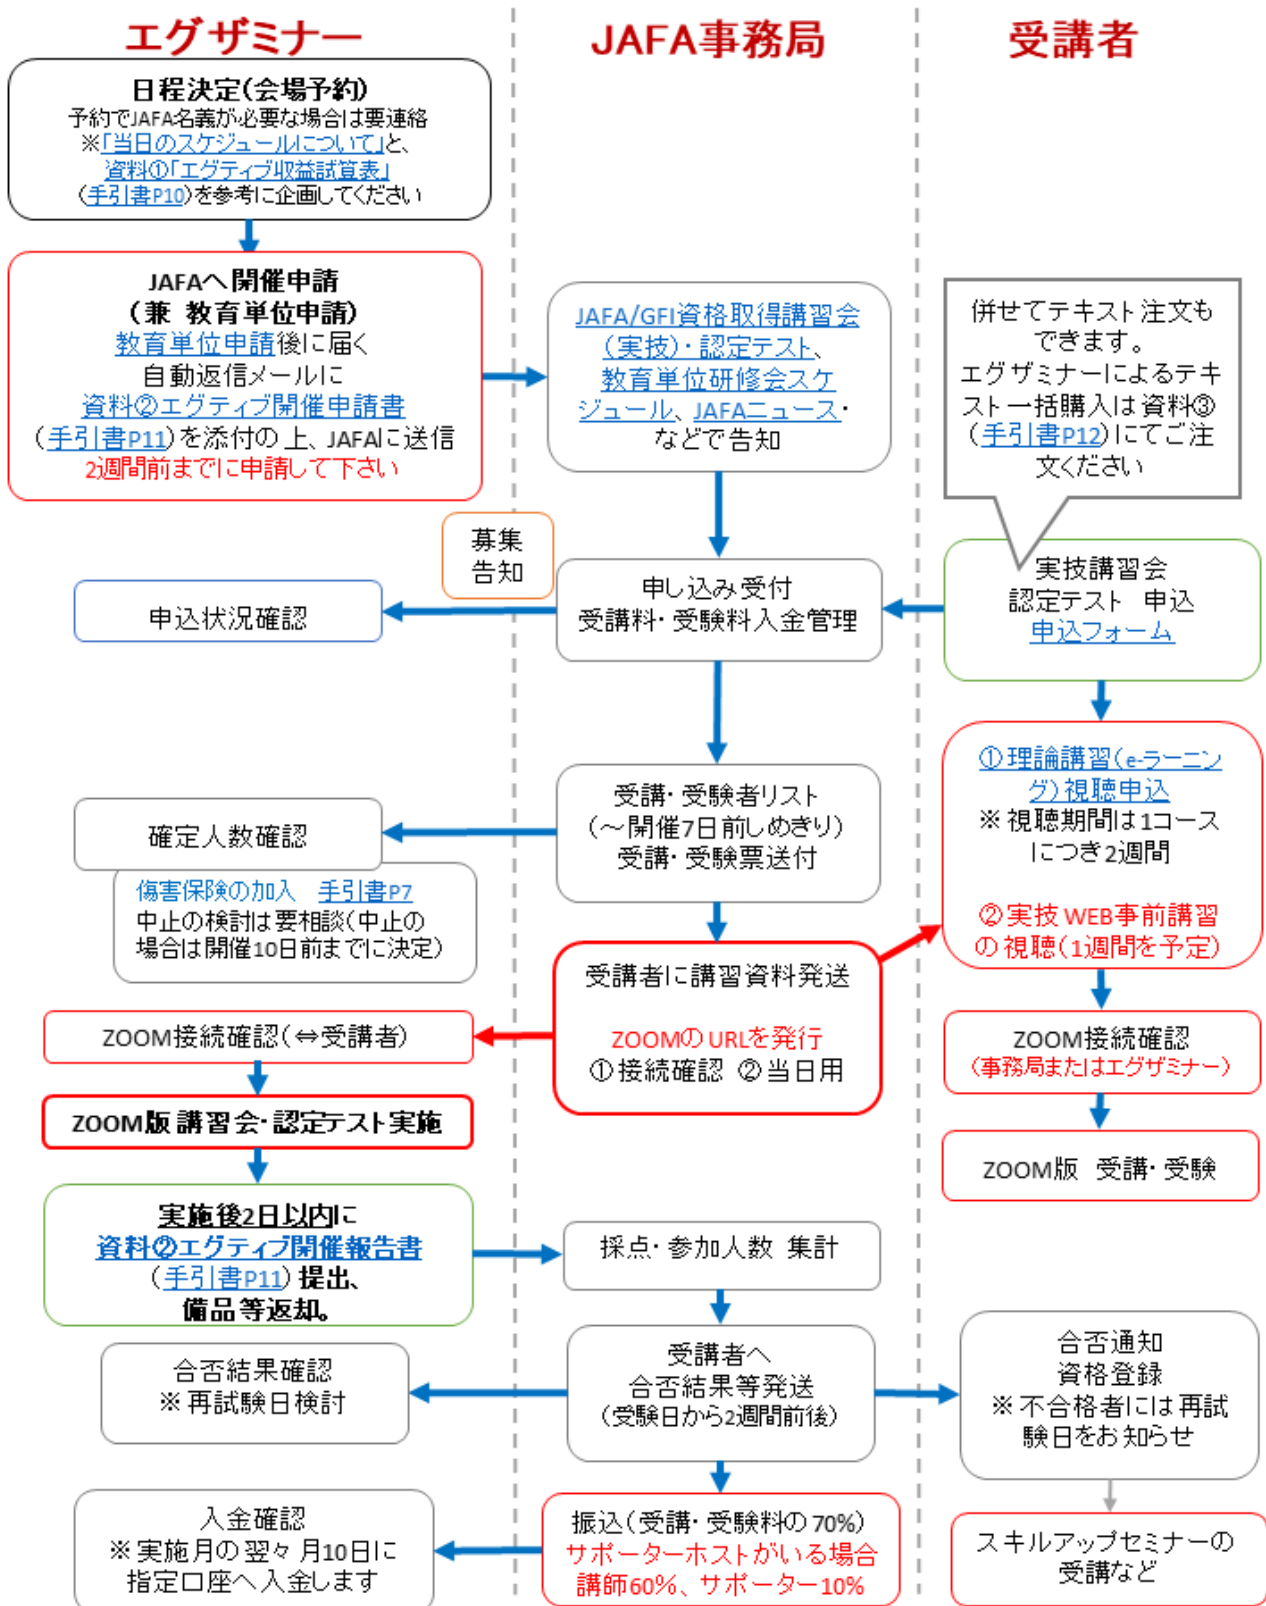 エグザミナー
JAFA事務局
受講者
日程決定(会場予約)
予約でJAFA名義が必要な場合は要連絡
※「当日のスケジュールについて」と、
資料①「エグティブ収益試算表」
(手引書P10)を参考に企画してください
JAFAへ開催申請
(兼 教育単位申請)
教育単位申請後に届く
自動返信メールに
資料②エグティブ開催申請書
(手引書P11)を添付の上、JAFAに送信
2週間前までに申請して下さい
JAFA/GFI資格取得講習会
(実技)・認定テスト、
教育単位研修会スケ
ジュール、JAFAニュース・
などで告知
併せてテキスト注文も
できます。
エグザミナーによるテキ
スト一括購入は資料③
(手引書P12)にてご注
文ください
募集
告知
申込状況確認
申し込み受付
受講料・受験料入金管理
実技講習会
認定テスト 申込
申込フォーム
確定人数確認
傷害保険の加入 手引書P7
中止の検討は要相談(中止の
場合は開催10日前までに決定)
受講・受験者リスト
(～開催7日前しめきり)
受講・受験票送付
①理論講習(e-ラーニン
グ)視聴申込
※視聴期間は1コース
につき2週間
②実技WEB事前講習
の視聴(1週間を予定)
受講者に講習資料発送
ZOOMのURLを発行
①接続確認 ②当日用
ZOOM接続確認(⇔受講者)
ZOOM接続確認
(事務局またはエグザミナー)
ZOOM版講習会・認定テスト実施
ZOOM版 受講・受験
実施後2日以内に
資料②エグティブ開催報告書
(手引書P11)提出、
備品等返却。
採点・参加人数 集計
合否結果確認
※再試験日検討
受講者へ
合否結果等発送
(受験日から2週間前後)
合否通知
資格登録
※不合格者には再試
験日をお知らせ
入金確認
※実施月の翌々月10日に
指定口座へ入金します
振込(受講・受験料の70%)
サポーターホストがいる場合
講師60%、サポーター10%
スキルアップセミナーの
受講など